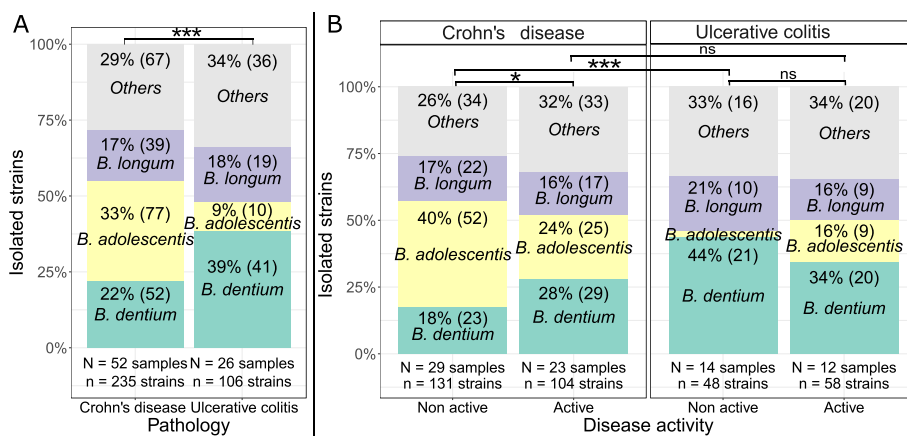 A
***
100%
75%
50%
25%
0%
Isolated strains
29% (67)
Others
17% (39)
B. longum
33% (77)
B. adolescentis
22% (52)
B. dentium
34% (36)
Others
18% (19)
B. longum
9% (10)
B. adolescentis
39% (41)
B. dentium
N = 52 samples
n = 235 strains
N = 26 samples
n = 106 strains
Crohn's disease
Ulcerative colitis
Pathology
B
Crohn's disease
Ulcerative colitis
ns
***
*
ns
100%
75%
50%
25%
0%
Isolated strains
26% (34)
Others
17% (22)
B. longum
40% (52)
B. adolescentis
18% (23)
B. dentium
32% (33)
Others
16% (17)
B. longum
24% (25)
B. adolescentis
28% (29)
B. dentium
33% (16)
Others
21% (10)
B. longum
B. adolescentis
44% (21)
B. dentium
34% (20)
Others
16% (9)
B. longum
16% (9)
B. adolescentis
34% (20)
B. dentium
N = 29 samples
n = 131 strains
N = 23 samples
n = 104 strains
N = 14 samples
n = 48 strains
N = 12 samples
n = 58 strains
Non active
Active
Non active
Active
Disease activity